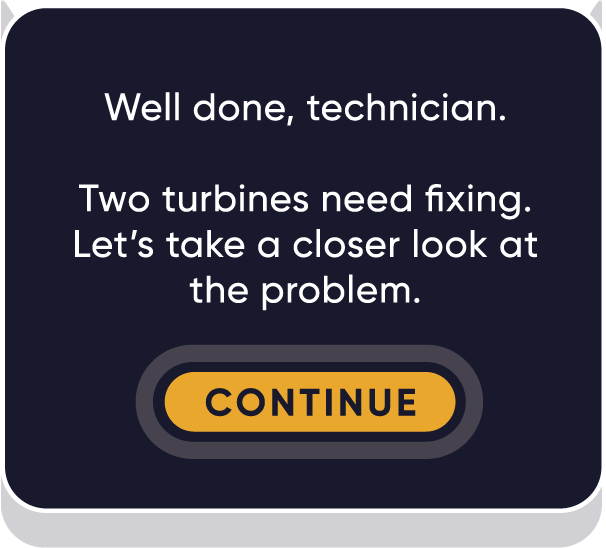 Well done, technician.
Two turbines need fixing.
Let’s take a closer look at
the problem.
CONTINUE